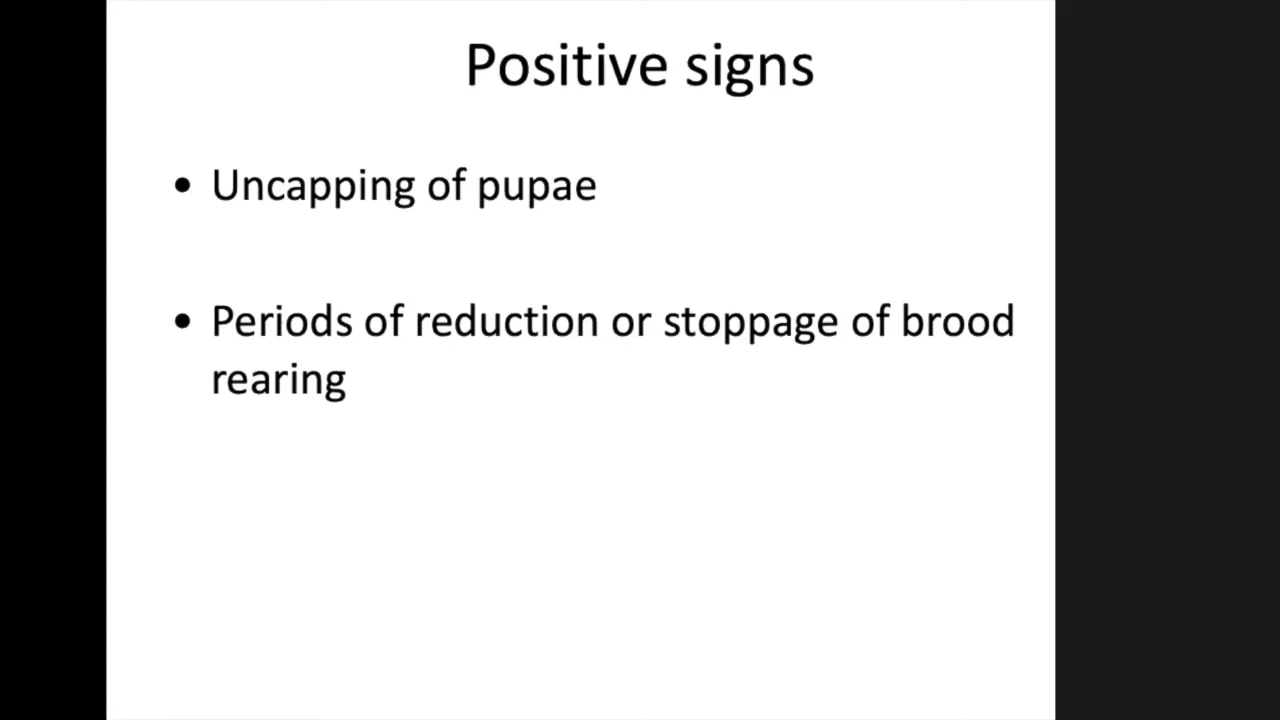 Positive signs
• Uncapping of pupae
• Periods of reduction or stoppage of brood
rearing